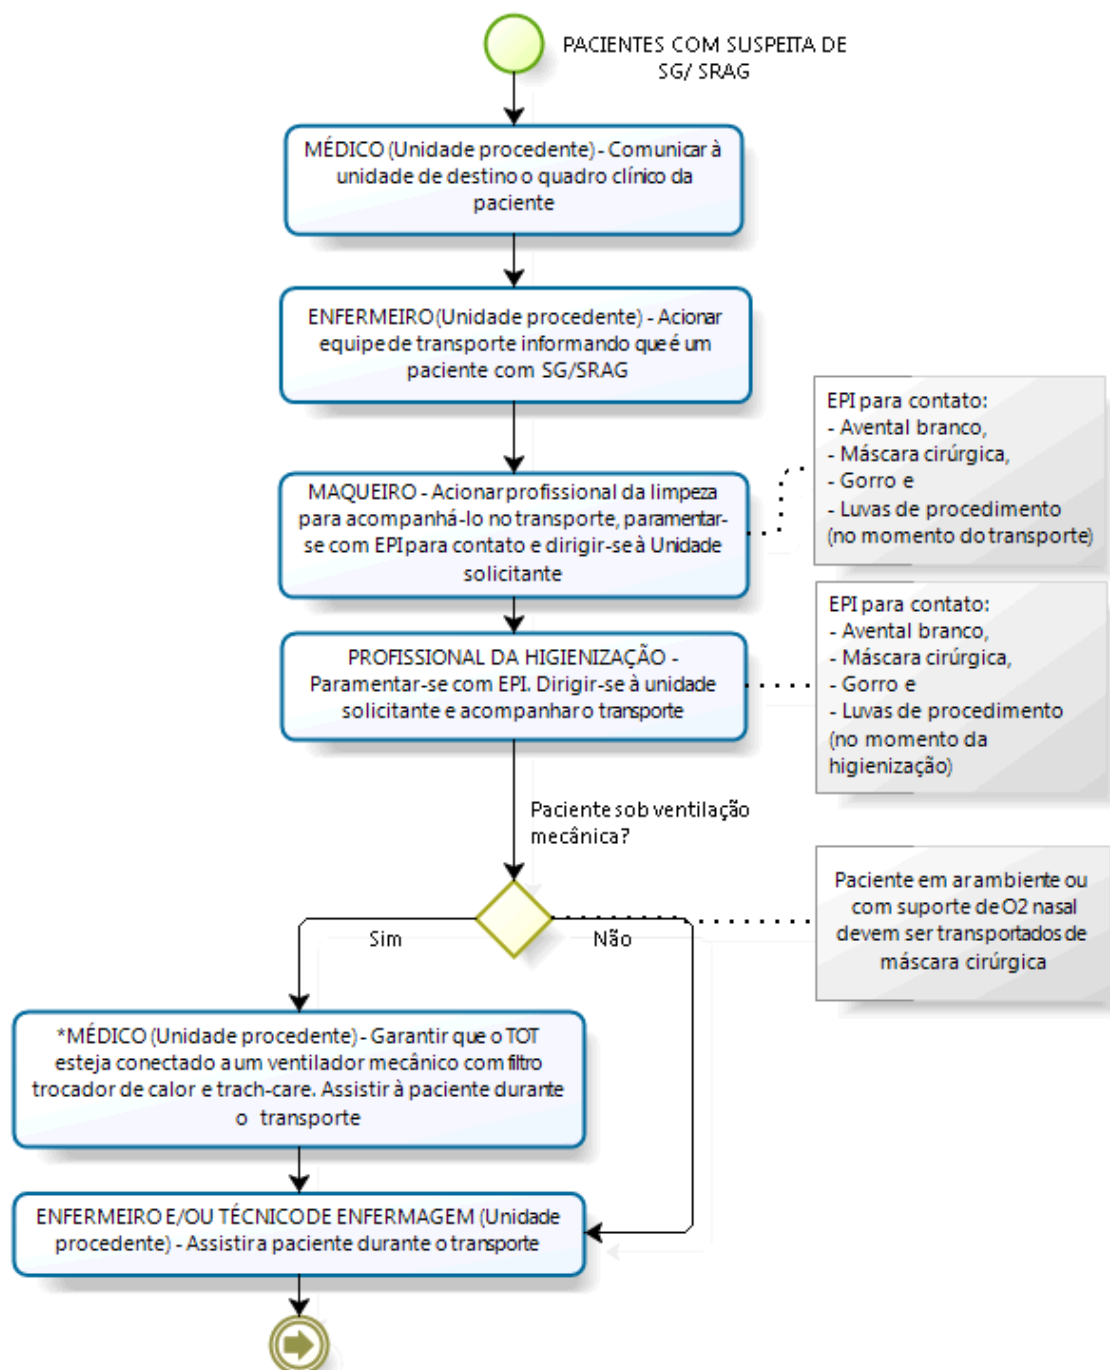 PACIENTES COM SUSPEITA DE
SG/ SRAG
MÉDICO (Unidade procedente) - Comunicar à
unidade de destino o quadro clínico da
paciente
ENFERMEIRO(Unidade procedente) - Acionar
equipe de transporte informando que é um
paciente com SG/SRAG
MAQUEIRO - Acionar profissional da limpeza
para acompanhá-lo no transporte, paramentar-
se com EPI para contato e dirigir-se à Unidade
solicitante
EPI para contato:
- Avental branco,
- Máscara cirúrgica,
- Gorro e
- Luvas de procedimento
(no momento do transporte)
PROFISSIONAL DA HIGIENIZAÇÃO -
Paramentar-se com EPI. Dirigir-se à unidade
solicitante e acompanhar o transporte
EPI para contato:
- Avental branco,
- Máscara cirúrgica,
- Gorro e
- Luvas de procedimento
(no momento da
higienização)
Paciente sob ventilação
mecânica?
Paciente em ar ambiente ou
com suporte de O2 nasal
devem ser transportados de
máscara cirúrgica
Sim
Não
*MÉDICO (Unidade procedente) - Garantir que o TOT
esteja conectado a um ventilador mecânico com filtro
trocador de calor e trach-care. Assistir à paciente durante
o transporte
ENFERMEIRO E/OU TÉCNICO DE ENFERMAGEM (Unidade
procedente) - Assistir a paciente durante o transporte